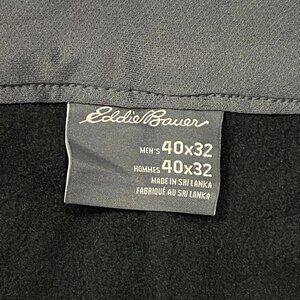 Eddie Bauer
MEN'S 40x32
HOMMES 40x32
MADE IN SRI LANKA
FABRIQUÉ AU SRI LANKA